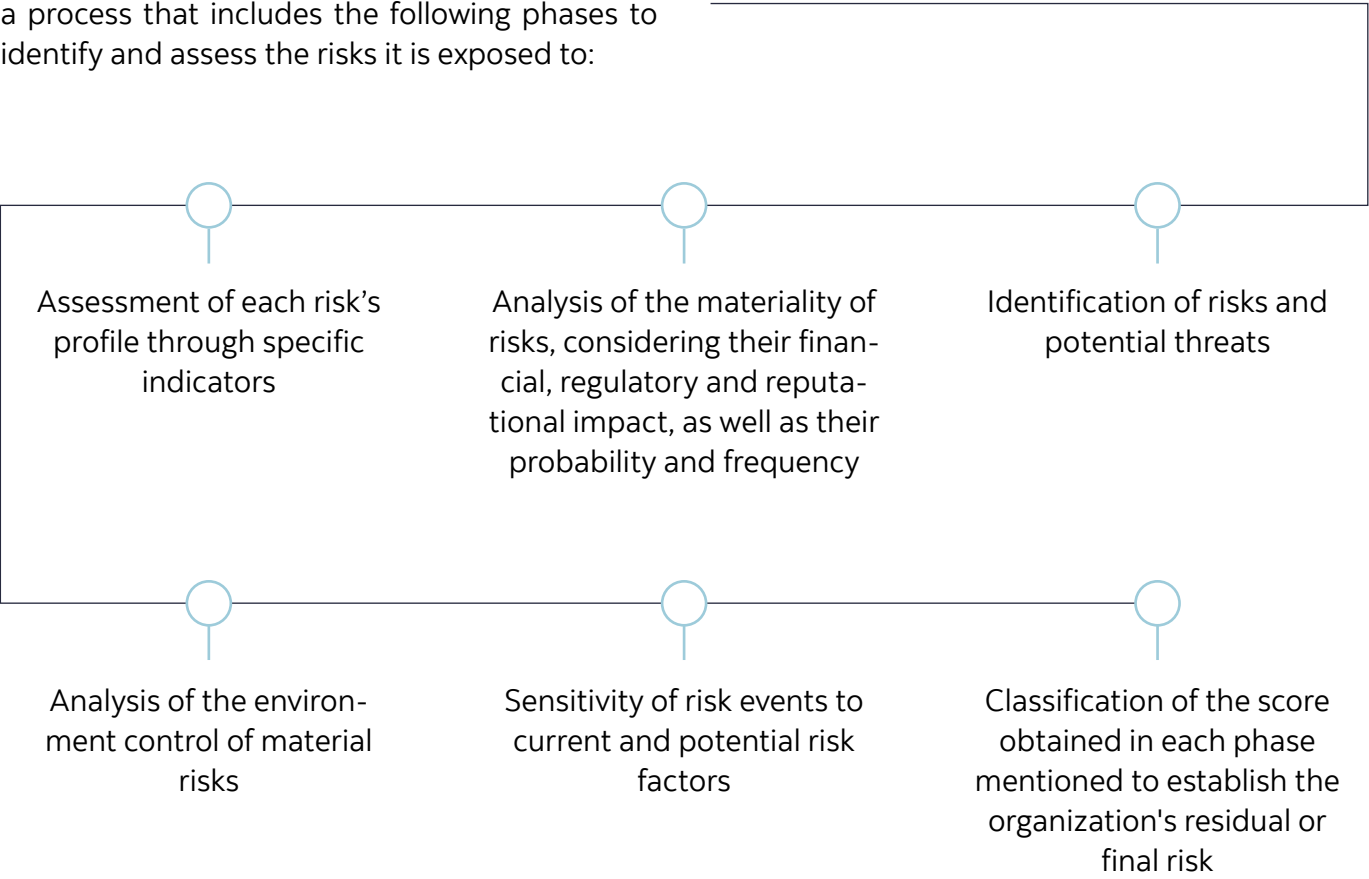 a process that includes the following phases to
identify and assess the risks it is exposed to:
Identification of risks and
potential threats
Analysis of the materiality of
risks, considering their finan-
cial, regulatory and reputa-
tional impact, as well as their
probability and frequency
Assessment of each risk’s
profile through specific
indicators
Analysis of the environ-
ment control of material
risks
Sensitivity of risk events to
current and potential risk
factors
Classification of the score
obtained in each phase
mentioned to establish the
organization's residual or
final risk